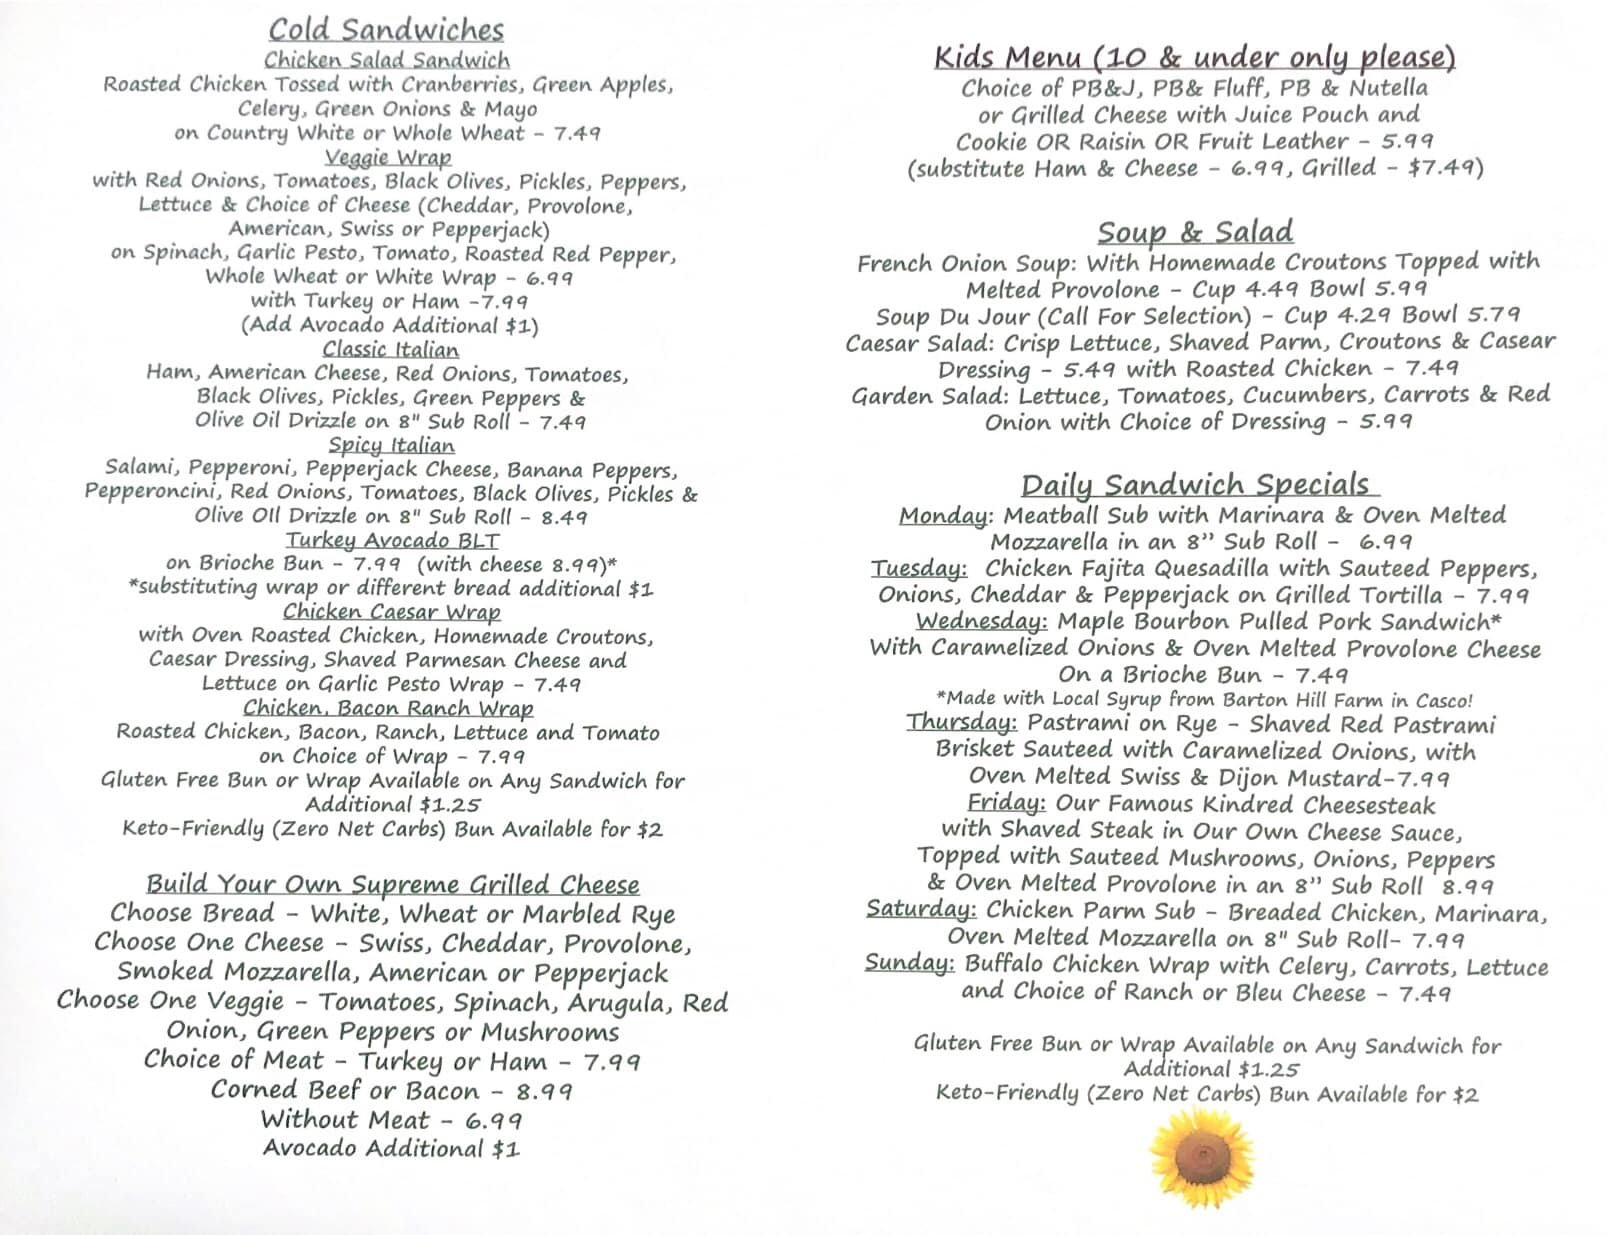 Cold Sandwiches
Chicken Salad Sandwich
Roasted Chicken Tossed with Cranberries, Green Apples,
Celery, Green Onions & Mayo
on Country White or Whole Wheat - 7.49
Veggie Wrap
with Red Onions, Tomatoes, Black Olives, Pickles, Peppers,
Lettuce & Choice of Cheese (Cheddar, Provolone,
American, Swiss or Pepperjack)
on Spinach, Garlic Pesto, Tomato, Roasted Red Pepper,
Whole Wheat or White Wrap - 6.99
with Turkey or Ham -7.99
(Add Avocado Additional $1)
Classic Italian
Ham, American Cheese, Red Onions, Tomatoes,
Black Olives, Pickles, Green Peppers &
Olive Oil Drizzle on 8" Sub Roll - 7.49
Spicy Italian
Salami, Pepperoni, Pepperjack Cheese, Banana Peppers,
Pepperoncini, Red Onions, Tomatoes, Black Olives, Pickles &
Olive OIl Drizzle on 8" Sub Roll - 8.49
Turkey Avocado BLT
on Brioche Bun - 7.99 (with cheese 8.99)*
*substituting wrap or different bread additional $1
Chicken Caesar Wrap
with Oven Roasted Chicken, Homemade Croutons,
Caesar Dressing, Shaved Parmesan Cheese and
Lettuce on Garlic Pesto Wrap - 7.49
Chicken, Bacon Ranch Wrap
Roasted Chicken, Bacon, Ranch, Lettuce and Tomato
on Choice of Wrap - 7.99
Gluten Free Bun or Wrap Available on Any Sandwich for
Additional $1.25
Keto-Friendly (Zero Net Carbs) Bun Available for $2
Build Your Own Supreme Grilled Cheese
Choose Bread - White, Wheat or Marbled Rye
Choose One Cheese - Swiss, Cheddar, Provolone,
Smoked Mozzarella, American or Pepperjack
Choose One Veggie - Tomatoes, Spinach, Arugula, Red
Onion, Green Peppers or Mushrooms
Choice of Meat - Turkey or Ham - 7.99
Corned Beef or Bacon - 8.99
Without Meat - 6.99
Avocado Additional $1
Kids Menu (10 & under only please)
Choice of PB&J, PB& Fluff, PB & Nutella
or Grilled Cheese with Juice Pouch and
Cookie OR Raisin OR Fruit Leather - 5.99
(substitute Ham & Cheese - 6.99, Grilled - $7.49)
Soup & Salad
French Onion Soup: With Homemade Croutons Topped with
Melted Provolone - Cup 4.49 Bowl 5.99
Soup Du Jour (Call For Selection) - Cup 4.29 Bowl 5.79
Caesar Salad: Crisp Lettuce, Shaved Parm, Croutons & Casear
Dressing - 5.49 with Roasted Chicken - 7.49
Garden Salad: Lettuce, Tomatoes, Cucumbers, Carrots & Red
Onion with Choice of Dressing - 5.99
Daily Sandwich Specials
Monday: Meatball Sub with Marinara & Oven Melted
Mozzarella in an 8” Sub Roll - 6.99
Tuesday: Chicken Fajita Quesadilla with Sauteed Peppers,
Onions, Cheddar & Pepperjack on Grilled Tortilla - 7.99
Wednesday: Maple Bourbon Pulled Pork Sandwich*
With Caramelized Onions & Oven Melted Provolone Cheese
On a Brioche Bun - 7.49
*Made with Local Syrup from Barton Hill Farm in Casco!
Thursday: Pastrami on Rye - Shaved Red Pastrami
Brisket Sauteed with Caramelized Onions, with
Oven Melted Swiss & Dijon Mustard-7.99
Friday: Our Famous Kindred Cheesesteak
with Shaved Steak in Our Own Cheese Sauce,
Topped with Sauteed Mushrooms, Onions, Peppers
& Oven Melted Provolone in an 8” Sub Roll 8.99
Saturday: Chicken Parm Sub - Breaded Chicken, Marinara,
Oven Melted Mozzarella on 8" Sub Roll- 7.99
Sunday: Buffalo Chicken Wrap with Celery, Carrots, Lettuce
and Choice of Ranch or Bleu Cheese - 7.49
Gluten Free Bun or Wrap Available on Any Sandwich for
Additional $1.25
Keto-Friendly (Zero Net Carbs) Bun Available for $2